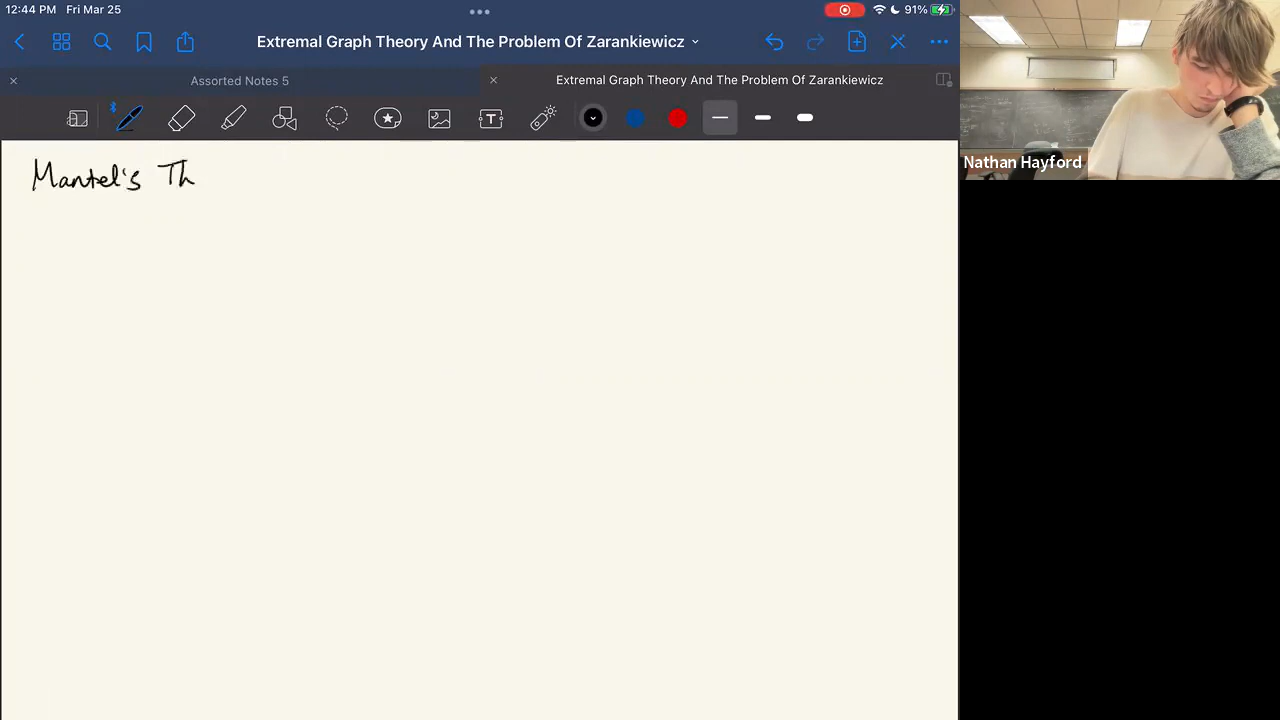 12:44 PM Fri Mar 25
91%
Extremal Graph Theory And The Problem Of Zarankiewicz
Assorted Notes 5
Extremal Graph Theory And The Problem Of Zarankiewicz
T
Mantel's Th
Nathan Hayford